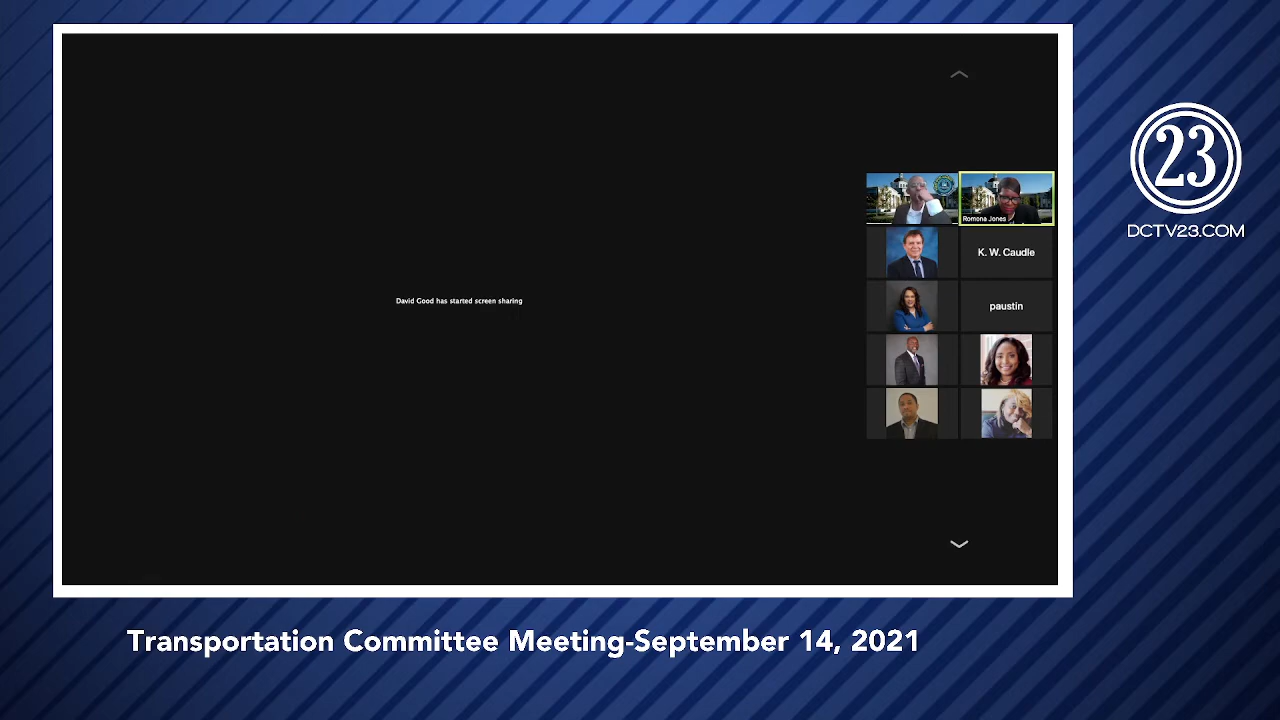 23
DCTV23.COM
Romona Jones
K. W. Caudle
David Good has started screen sharing
paustin
Transportation Committee Meeting-September 14, 2021